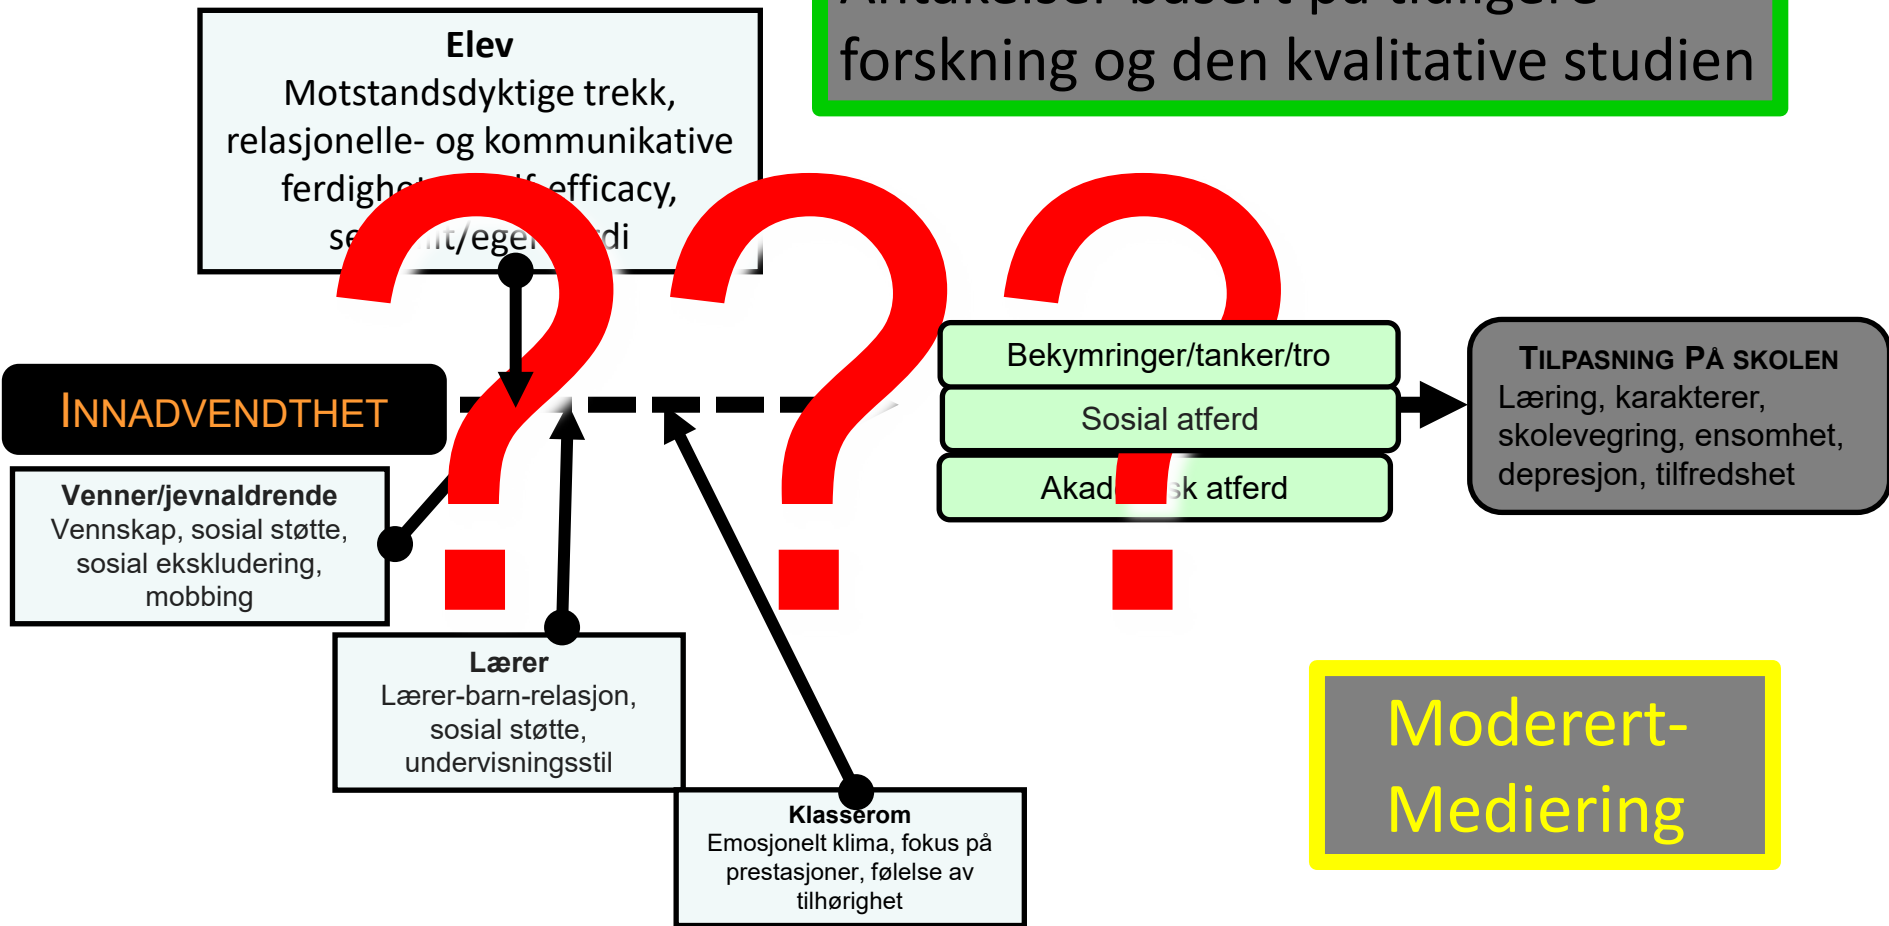 forskning og den kvalitative studien
Elev
Motstandsdyktige trekk,
relasjonelle- og kommunikative
efficacy,
INNADVENDTHET
Bekymringer/tanker/tro
Sosial atferd
atferd
TILPASNING PÅ SKOLEN
Læring, karakterer,
skolevegring, ensomhet,
depresjon, tilfredshet
Venner/jevnaldrende
Vennskap, sosial støtte,
sosial ekskludering,
mobbing
? ? ?
Lærer
Lærer-barn-relasjon,
sosial støtte,
undervisningsstil
Klasserom
Emosjonelt klima, fokus på
prestasjoner, følelse av
tilhørighet
Moderert-
Mediering